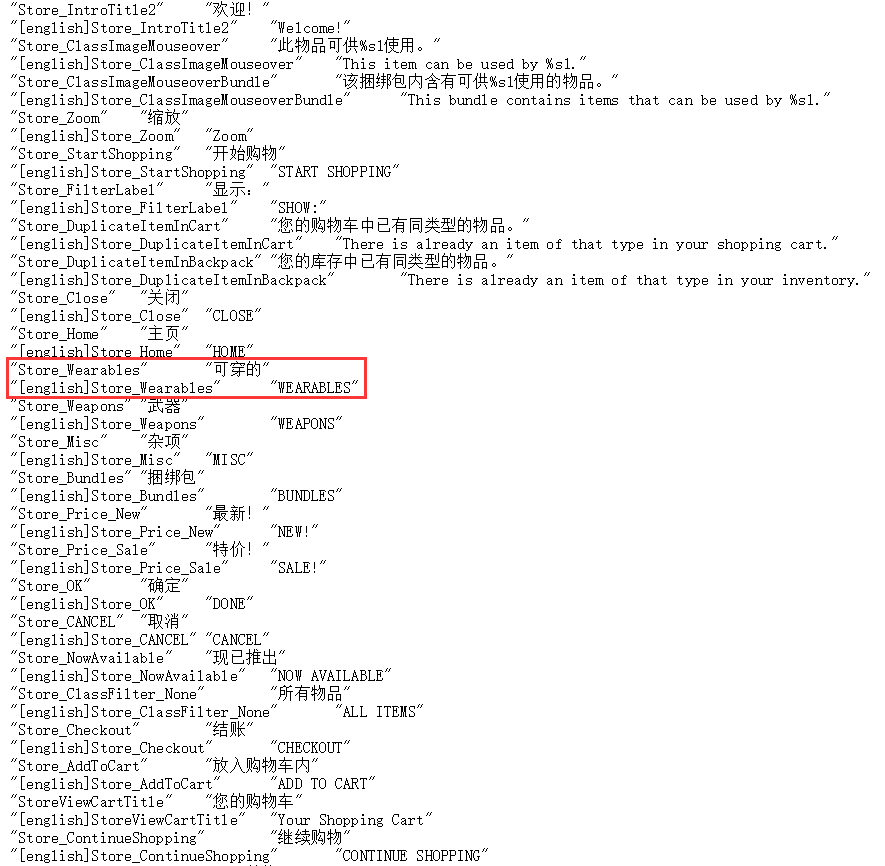 "Store_IntroTitle2" "欢迎！"
"[english]Store_IntroTitle2" "Welcome!"
"Store_ClassImageMouseover" "此物品可供%s1使用。"
"[english]Store_ClassImageMouseover" "This item can be used by %s1."
"Store_ClassImageMouseoverBundle" "该捆绑包内含有可供%s1使用的物品。"
"[english]Store_ClassImageMouseoverBundle" "This bundle contains items that can be used by %s1."
"Store_Zoom" "缩放"
"[english]Store_Zoom" "Zoom"
"Store_StartShopping" "开始购物"
"[english]Store_StartShopping" "START SHOPPING"
"Store_FilterLabel" "显示："
"[english]Store_FilterLabel" "SHOW:"
"Store_DuplicateItemInCart" "您的购物车中已有同类型的物品。"
"[english]Store_DuplicateItemInCart" "There is already an item of that type in your shopping cart."
"Store_DuplicateItemInBackpack" "您的库存中已有同类型的物品。"
"[english]Store_DuplicateItemInBackpack" "There is already an item of that type in your inventory."
"Store_Close" "关闭"
"[english]Store_Close" "CLOSE"
"Store_Home" "主页"
"[english]Store_Home" "HOME"
"Store_Wearables" "可穿的"
"[english]Store_Wearables" "WEARABLES"
"Store_Weapons" "武器"
"[english]Store_Weapons" "WEAPONS"
"Store_Misc" "杂项"
"[english]Store_Misc" "MISC"
"Store_Bundles" "捆绑包"
"[english]Store_Bundles" "BUNDLES"
"Store_Price_New" "最新！"
"[english]Store_Price_New" "NEW!"
"Store_Price_Sale" "特价！"
"[english]Store_Price_Sale" "SALE!"
"Store_OK" "确定"
"[english]Store_OK" "DONE"
"Store_CANCEL" "取消"
"[english]Store_CANCEL" "CANCEL"
"Store_NowAvailable" "现已推出"
"[english]Store_NowAvailable" "NOW AVAILABLE"
"Store_ClassFilter_None" "所有物品"
"[english]Store_ClassFilter_None" "ALL ITEMS"
"Store_Checkout" "结账"
"[english]Store_Checkout" "CHECKOUT"
"Store_AddToCart" "放入购物车内"
"[english]Store_AddToCart" "ADD TO CART"
"StoreViewCartTitle" "您的购物车"
"[english]StoreViewCartTitle" "Your Shopping Cart"
"Store_ContinueShopping" "继续购物"
"[english]Store_ContinueShopping" "CONTINUE SHOPPING"